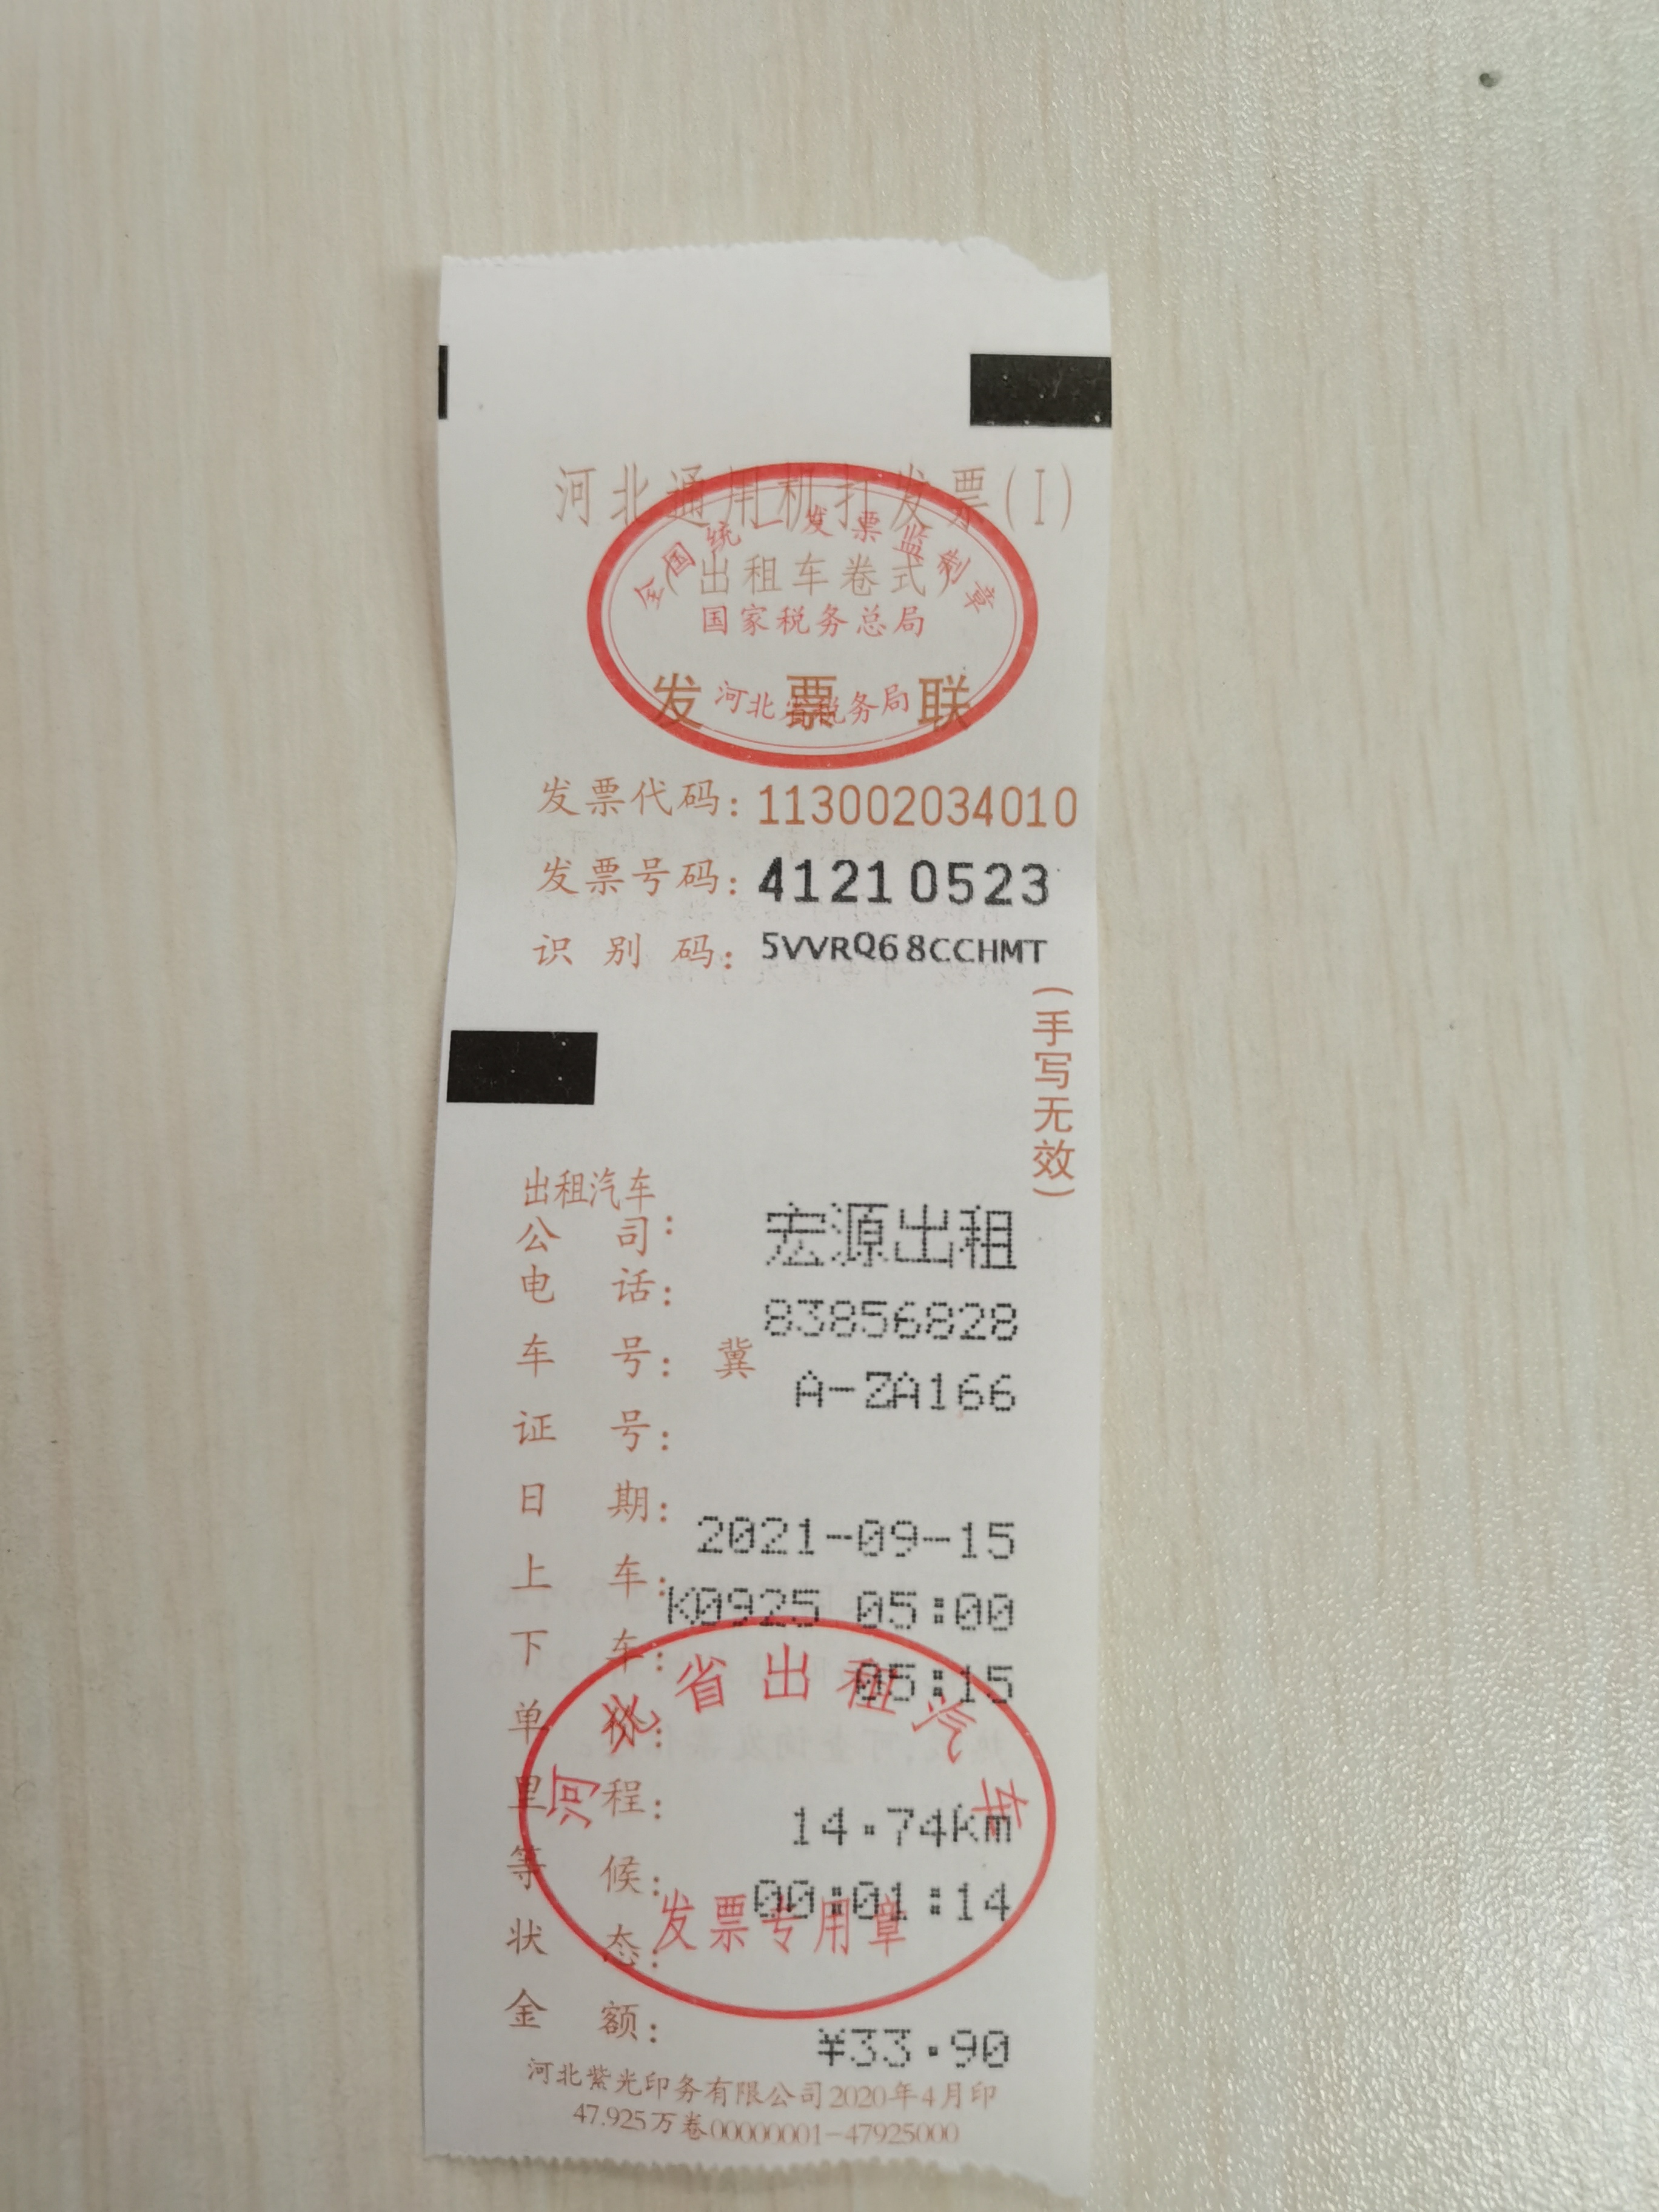 河北通用机打发票(I)
全国统一发票监制章
(出租车卷式)
国家税务总局
河北省税务局
发票联
发票代码:113002034010
发票号码:41210523
识别码:5VVRQ68CCHMT
(手写无效)
出租汽车
公司: 宏源出租
电话: 83856828
车号: 冀 A-ZA166
证号:
日期: 2021-09-15
上车: K0925 05:00
下车: 05:15
单价:
里程: 14.74km
等候: 00:01:14
状态:
金额: ¥33.90
河北省出租汽车
发票专用章
河北紫光印务有限公司2020年4月印
47.925万卷00000001-47925000